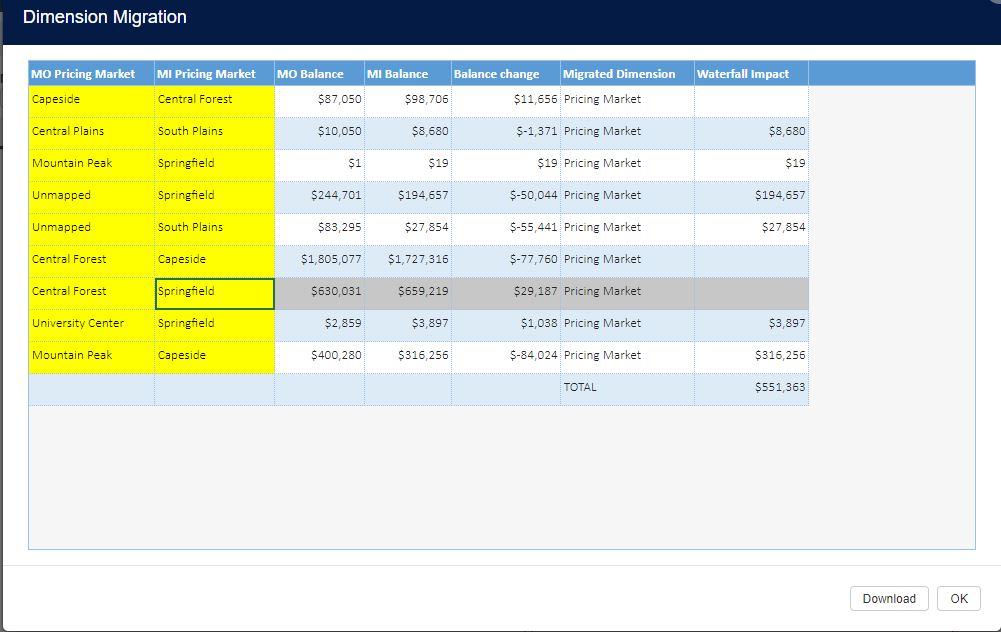 Dimension Migration
MO Pricing Market MI Pricing Market MO Balance MI Balance Balance change Migrated Dimension Waterfall Impact
Capeside Central Forest $87,050 $98,706 $11,656 Pricing Market
Central Plains South Plains $10,050 $8,680 $-1,371 Pricing Market $8,680
Mountain Peak Springfield $1 $19 $19 Pricing Market $19
Unmapped Springfield $244,701 $194,657 $-50,044 Pricing Market $194,657
Unmapped South Plains $83,295 $27,854 $-55,441 Pricing Market $27,854
Central Forest Capeside $1,805,077 $1,727,316 $-77,760 Pricing Market
Central Forest Springfield $630,031 $659,219 $29,187 Pricing Market
University Center Springfield $2,859 $3,897 $1,038 Pricing Market $3,897
Mountain Peak Capeside $400,280 $316,256 $-84,024 Pricing Market $316,256
TOTAL $551,363
Download OK